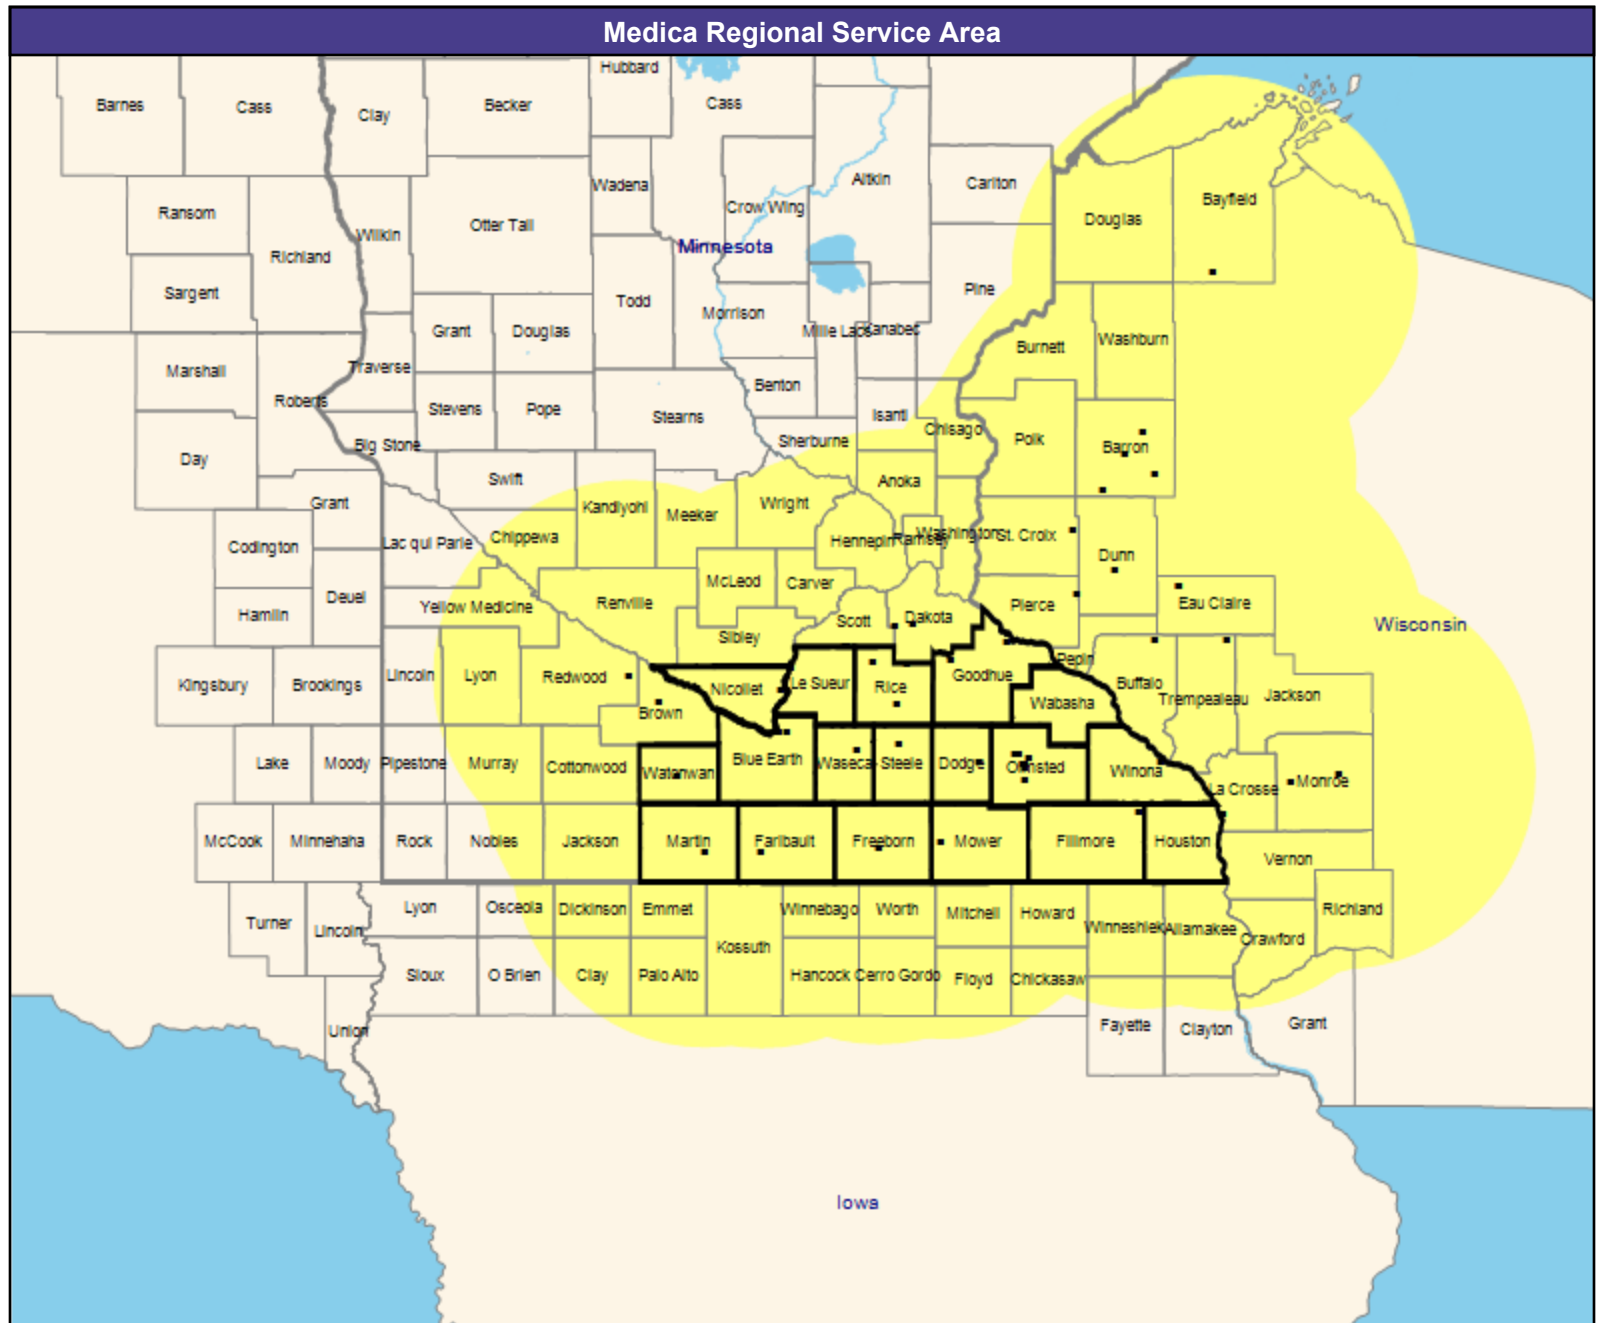 Medica Regional Service Area
Hubbard
Barnes
Cass
Clay
Becker
Cass
Wadena
Aitkin
Carlton
Ransom
Crow Wing
Bayfield
Douglas
Otter Tail
Wilkin
Minnesota
Richland
Sargent
Pine
Todd
Morrison
Grant
Douglas
Mille Lacs
Kanabec
Washburn
Burnett
Marshall
Traverse
Benton
Roberts
Stevens
Pope
Stearns
Isanti
Chisago
Polk
Barron
Big Stone
Sherburne
Day
Swift
Anoka
Grant
Kandiyohi
Meeker
Wright
Codington
Lac qui Parle
Chippewa
Hennepin
Ramsey
Washington
St. Croix
Dunn
McLeod
Carver
Deuel
Hamlin
Yellow Medicine
Renville
Pierce
Eau Claire
Scott
Dakota
Sibley
Wisconsin
Pepin
Kingsbury
Brookings
Lincoln
Lyon
Redwood
Nicollet
Le Sueur
Rice
Goodhue
Buffalo
Trempealeau
Jackson
Wabasha
Brown
Lake
Moody
Pipestone
Murray
Cottonwood
Watonwan
Blue Earth
Waseca
Steele
Dodge
Olmsted
Winona
La Crosse
Monroe
McCook
Minnehaha
Rock
Nobles
Jackson
Martin
Faribault
Freeborn
Mower
Fillmore
Houston
Vernon
Lyon
Osceola
Dickinson
Emmet
Winnebago
Worth
Mitchell
Howard
Richland
Turner
Lincoln
Winneshiek
Allamakee
Crawford
Kossuth
Sioux
O Brien
Clay
Palo Alto
Hancock
Cerro Gordo
Floyd
Chickasaw
Union
Fayette
Clayton
Grant
Iowa